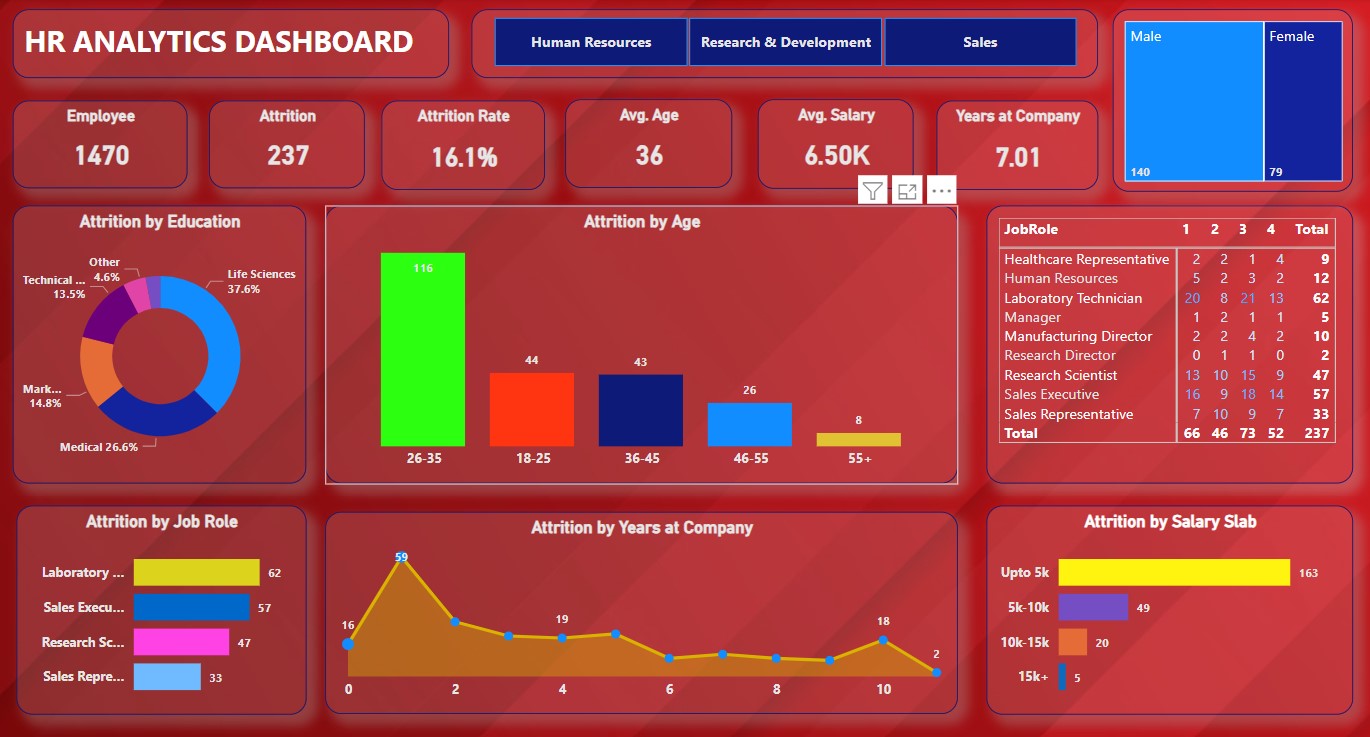 HR ANALYTICS DASHBOARD
Human Resources
Research & Development
Sales
Male
Female
140
79
Employee
1470
Attrition
237
Attrition Rate
16.1%
Avg. Age
36
Avg. Salary
6.50K
Years at Company
7.01
Attrition by Education
Other
4.6%
Life Sciences
37.6%
Technical ...
13.5%
Mark...
14.8%
Medical 26.6%
Attrition by Age
116
44
43
26
8
26-35
18-25
36-45
46-55
55+
JobRole 1 2 3 4 Total
Healthcare Representative 2 2 1 4 9
Human Resources 5 2 3 2 12
Laboratory Technician 20 8 21 13 62
Manager 1 2 1 1 5
Manufacturing Director 2 2 4 2 10
Research Director 0 1 1 0 2
Research Scientist 13 10 15 9 47
Sales Executive 16 9 18 14 57
Sales Representative 7 10 9 7 33
Total 66 46 73 52 237
Attrition by Job Role
Laboratory ... 62
Sales Execu... 57
Research Sc... 47
Sales Repre... 33
Attrition by Years at Company
59
16
19
18
2
0 2 4 6 8 10
Attrition by Salary Slab
Upto 5k 163
5k-10k 49
10k-15k 20
15k+ 5